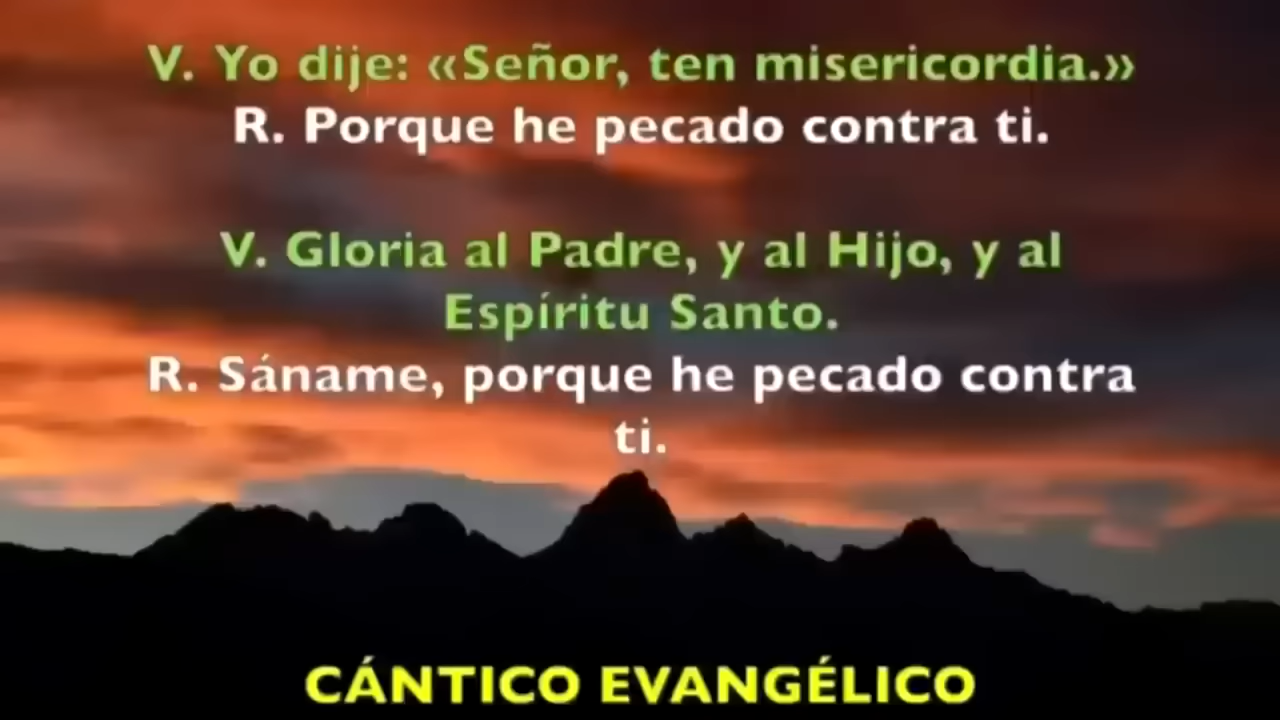 V. Yo dije: «Señor, ten misericordia.»
R. Porque he pecado contra ti.
V. Gloria al Padre, y al Hijo, y al
Espíritu Santo.
R. Sáname, porque he pecado contra
ti.
CÁNTICO EVANGÉLICO